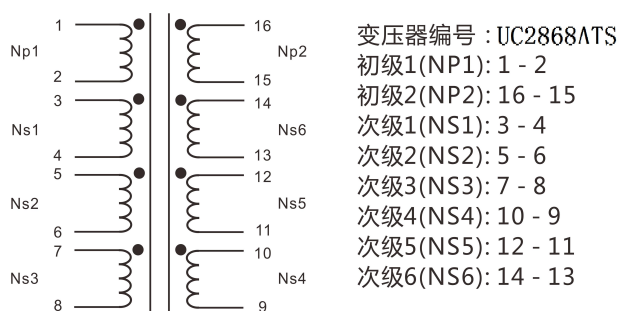 1
16
Np1
Np2
2
15
3
14
Ns1
Ns6
4
13
5
12
Ns2
Ns5
6
11
7
10
Ns3
Ns4
8
9
变压器编号：UC2868ATS
初级1(NP1): 1 - 2
初级2(NP2): 16 - 15
次级1(NS1): 3 - 4
次级2(NS2): 5 - 6
次级3(NS3): 7 - 8
次级4(NS4): 10 - 9
次级5(NS5): 12 - 11
次级6(NS6): 14 - 13